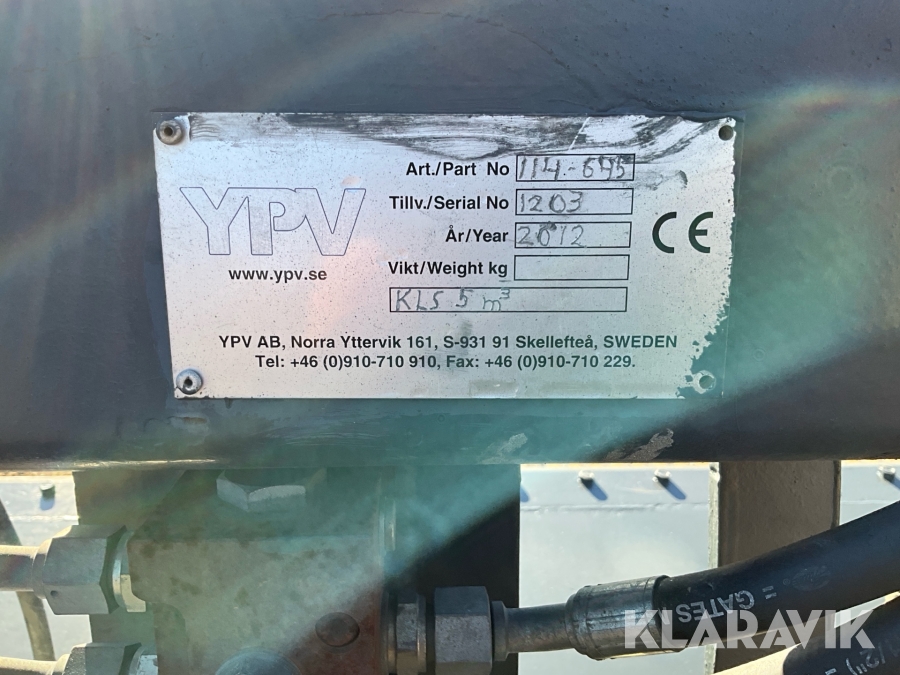 YPV
www.ypv.se
Art./Part No 114-695
Tillv./Serial No 1203
År/Year 2012
Vikt/Weight kg
KLS 5 m³
CE
YPV AB, Norra Yttervik 161, S-931 91 Skellefteå, SWEDEN
Tel: +46 (0)910-710 910, Fax: +46 (0)910-710 229.
= GATES
KLARAVIK